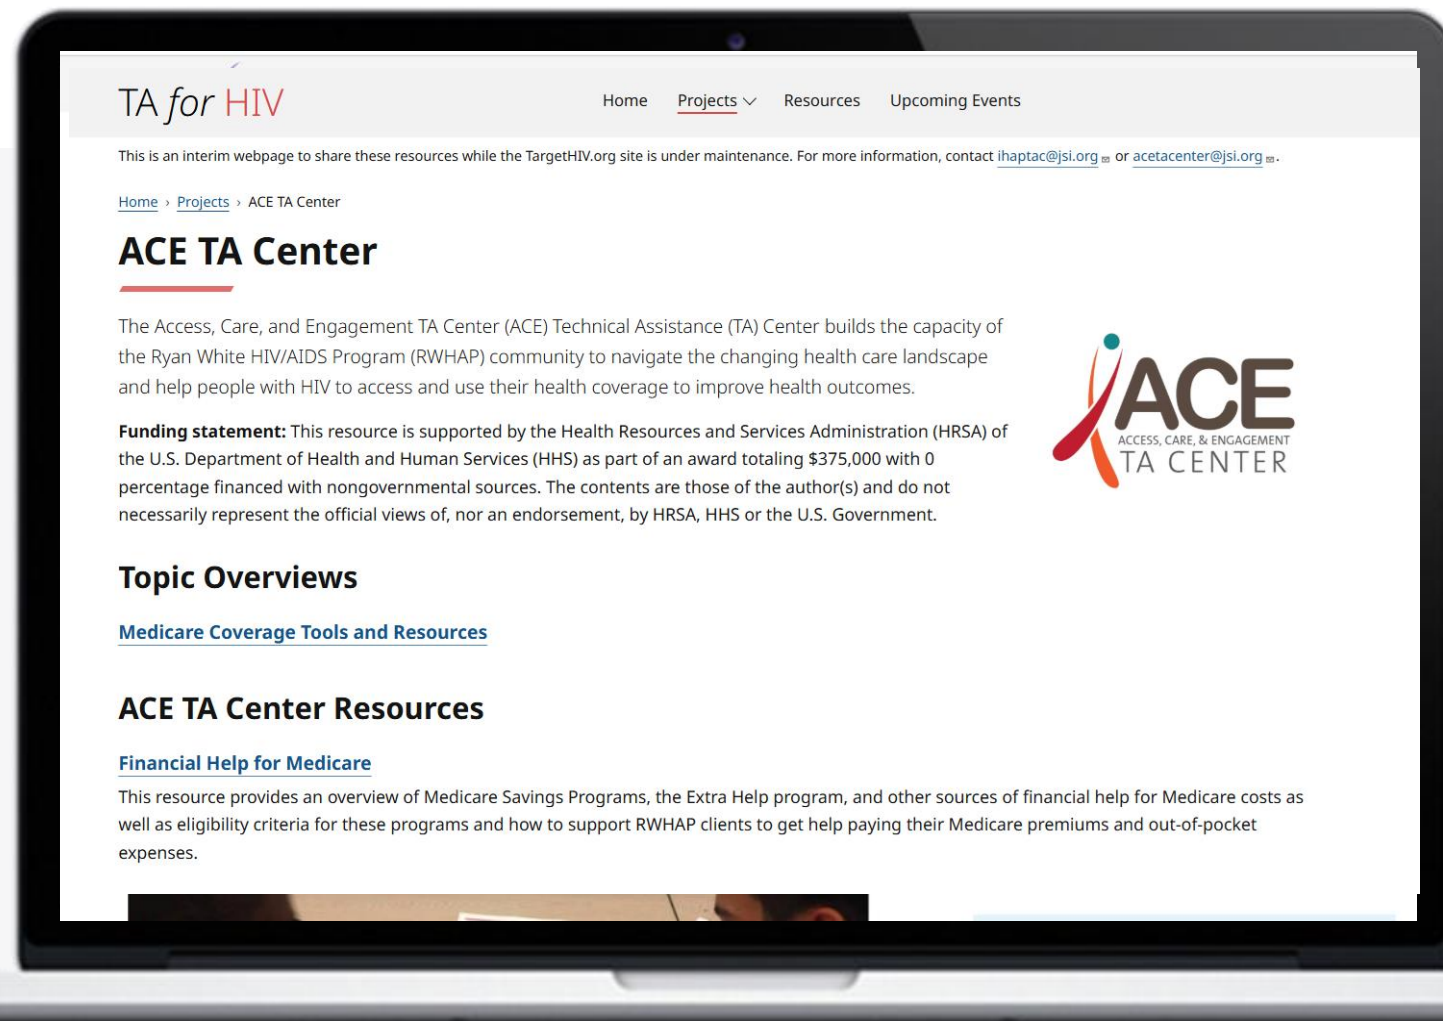 TA for HIV
Home Projects Resources Upcoming Events
This is an interim webpage to share these resources while the TargetHIV.org site is under maintenance. For more information, contact ihaptac@jsi.org or acetacenter@jsi.org .
Home › Projects › ACE TA Center
ACE TA Center
The Access, Care, and Engagement TA Center (ACE) Technical Assistance (TA) Center builds the capacity of
the Ryan White HIV/AIDS Program (RWHAP) community to navigate the changing health care landscape
and help people with HIV to access and use their health coverage to improve health outcomes.
Funding statement: This resource is supported by the Health Resources and Services Administration (HRSA) of
the U.S. Department of Health and Human Services (HHS) as part of an award totaling $375,000 with 0
percentage financed with nongovernmental sources. The contents are those of the author(s) and do not
necessarily represent the official views of, nor an endorsement, by HRSA, HHS or the U.S. Government.
ACE
ACCESS, CARE, & ENGAGEMENT
TA CENTER
Topic Overviews
Medicare Coverage Tools and Resources
ACE TA Center Resources
Financial Help for Medicare
This resource provides an overview of Medicare Savings Programs, the Extra Help program, and other sources of financial help for Medicare costs as
well as eligibility criteria for these programs and how to support RWHAP clients to get help paying their Medicare premiums and out-of-pocket
expenses.